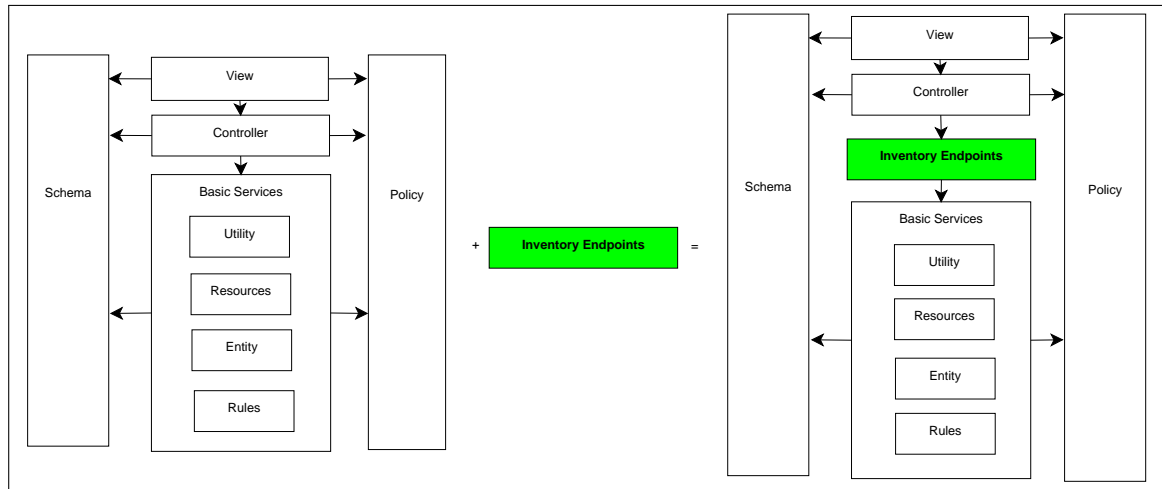 View
Controller
Schema
Basic Services
Policy
Utility
Resources
Entity
Rules
+
Inventory Endpoints
=
View
Controller
Inventory Endpoints
Schema
Policy
Basic Services
Utility
Resources
Entity
Rules